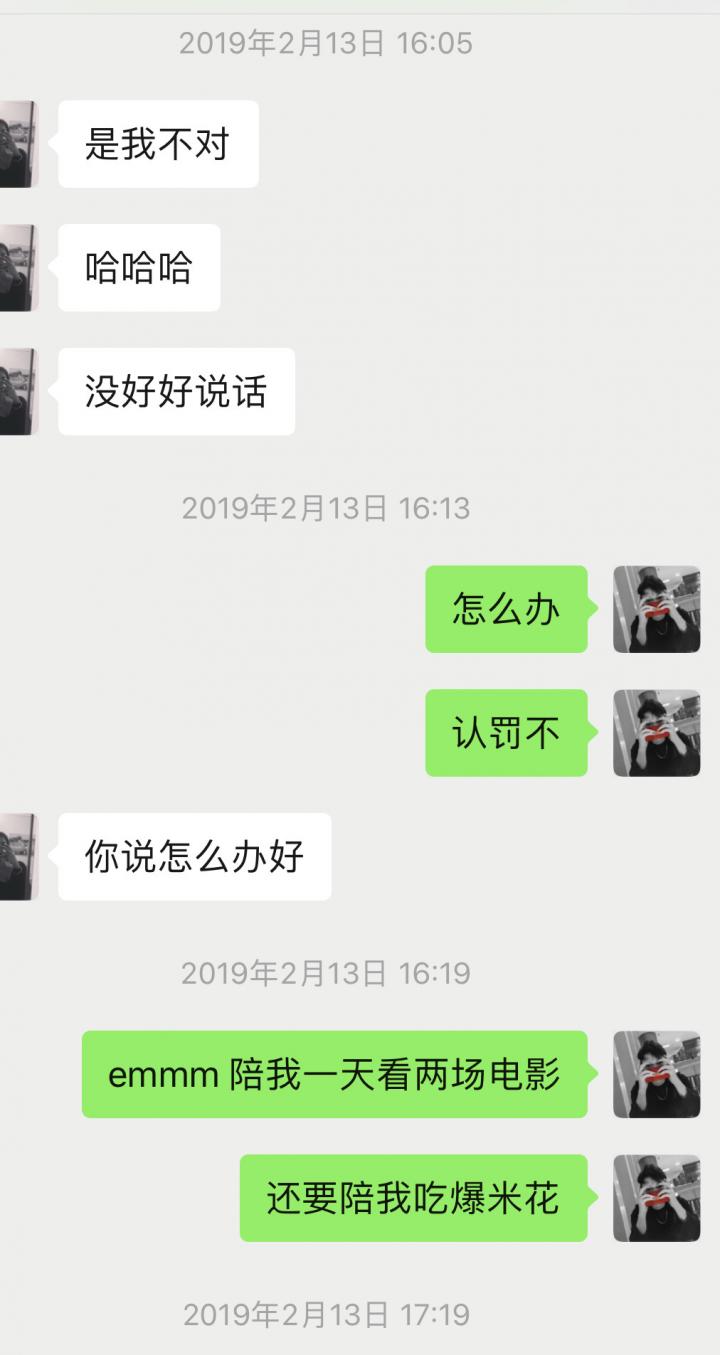 2019年2月13日 16:05
是我不对
哈哈哈
没好好说话
2019年2月13日 16:13
怎么办
认罚不
你说怎么办好
2019年2月13日 16:19
emmm 陪我一天看两场电影
还要陪我吃爆米花
2019年2月13日 17:19